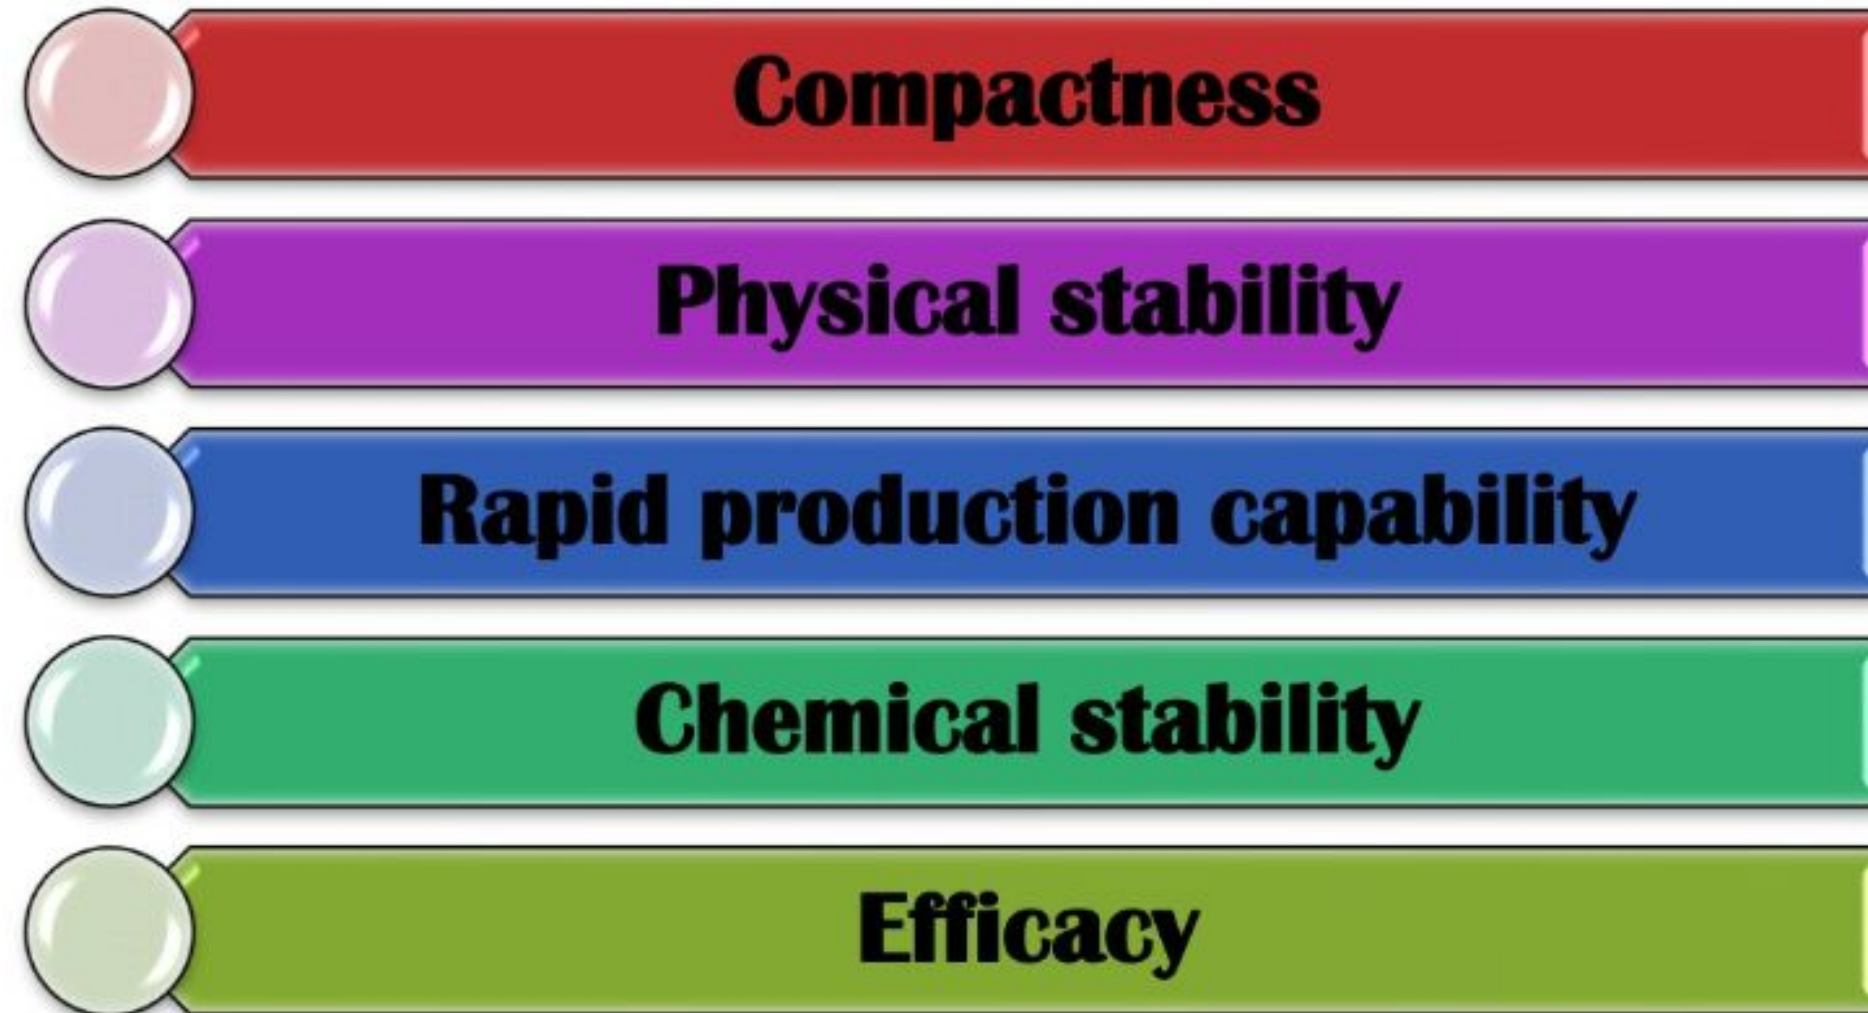 Compactness
Physical stability
Rapid production capability
Chemical stability
Efficacy